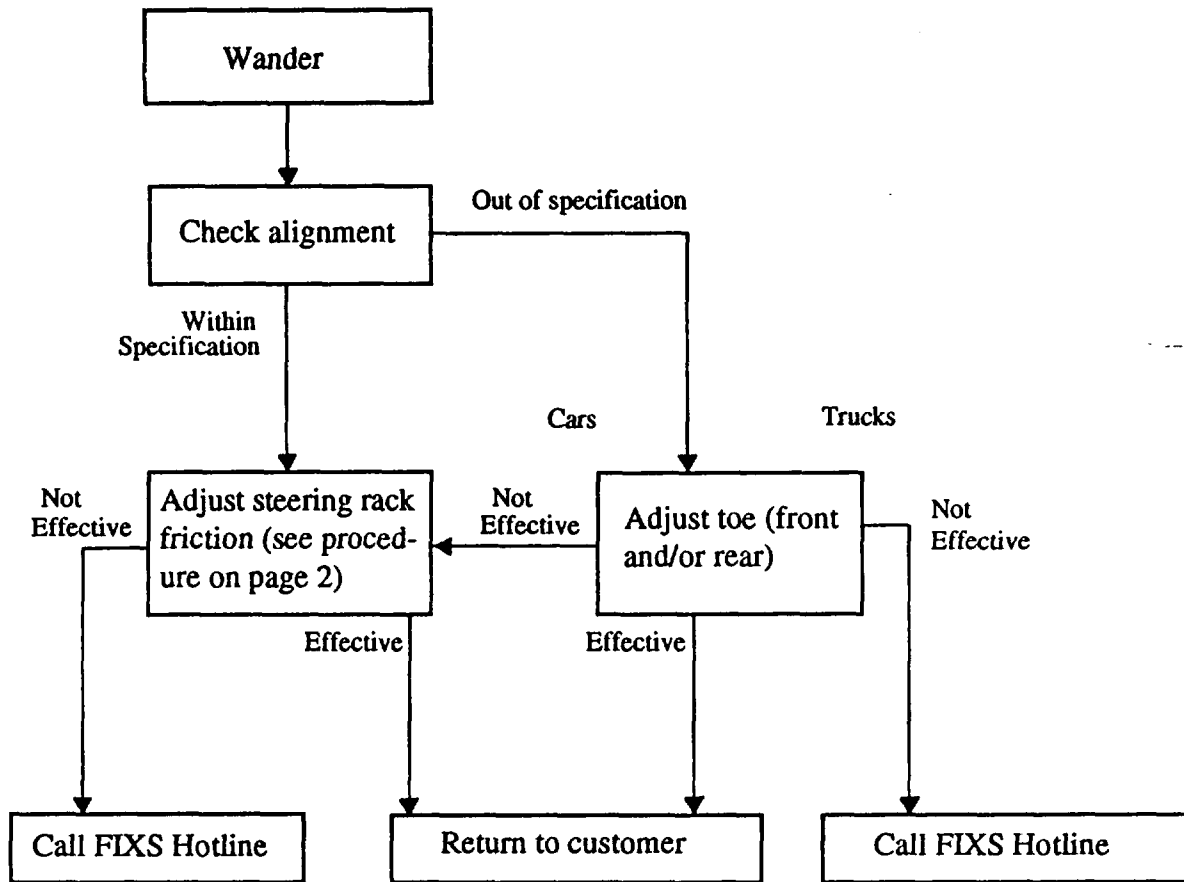 Wander
Check alignment
Out of specification
Within
Specification
Cars
Trucks
Not
Effective
Adjust steering rack
friction (see proced-
ure on page 2)
Not
Effective
Adjust toe (front
and/or rear)
Not
Effective
Effective
Effective
Call FIXS Hotline
Return to customer
Call FIXS Hotline